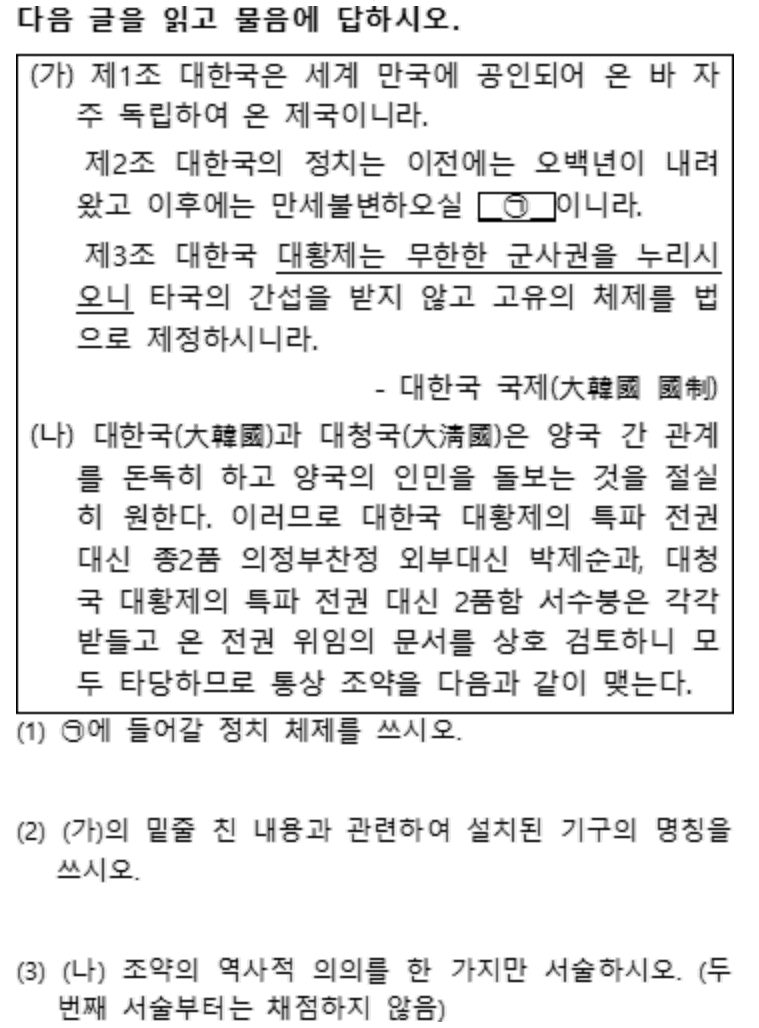 다음 글을 읽고 물음에 답하시오.
(가) 제1조 대한국은 세계 만국에 공인되어 온 바 자
주 독립하여 온 제국이니라.
제2조 대한국의 정치는 이전에는 오백년이 내려
왔고 이후에는 만세불변하오실 ㉠이니라.
제3조 대한국 대황제는 무한한 군사권을 누리시
오니 타국의 간섭을 받지 않고 고유의 체제를 법
으로 제정하시니라.
- 대한국 국제(大韓國 國制)
(나) 대한국(大韓國)과 대청국(大淸國)은 양국 간 관계
를 돈독히 하고 양국의 인민을 돌보는 것을 절실
히 원한다. 이러므로 대한국 대황제의 특파 전권
대신 종2품 의정부찬정 외부대신 박제순과, 대청
국 대황제의 특파 전권 대신 2품함 서수붕은 각각
받들고 온 전권 위임의 문서를 상호 검토하니 모
두 타당하므로 통상 조약을 다음과 같이 맺는다.
(1) ㉠에 들어갈 정치 체제를 쓰시오.
(2) (가)의 밑줄 친 내용과 관련하여 설치된 기구의 명칭을
쓰시오.
(3) (나) 조약의 역사적 의의를 한 가지만 서술하시오. (두
번째 서술부터는 채점하지 않음)